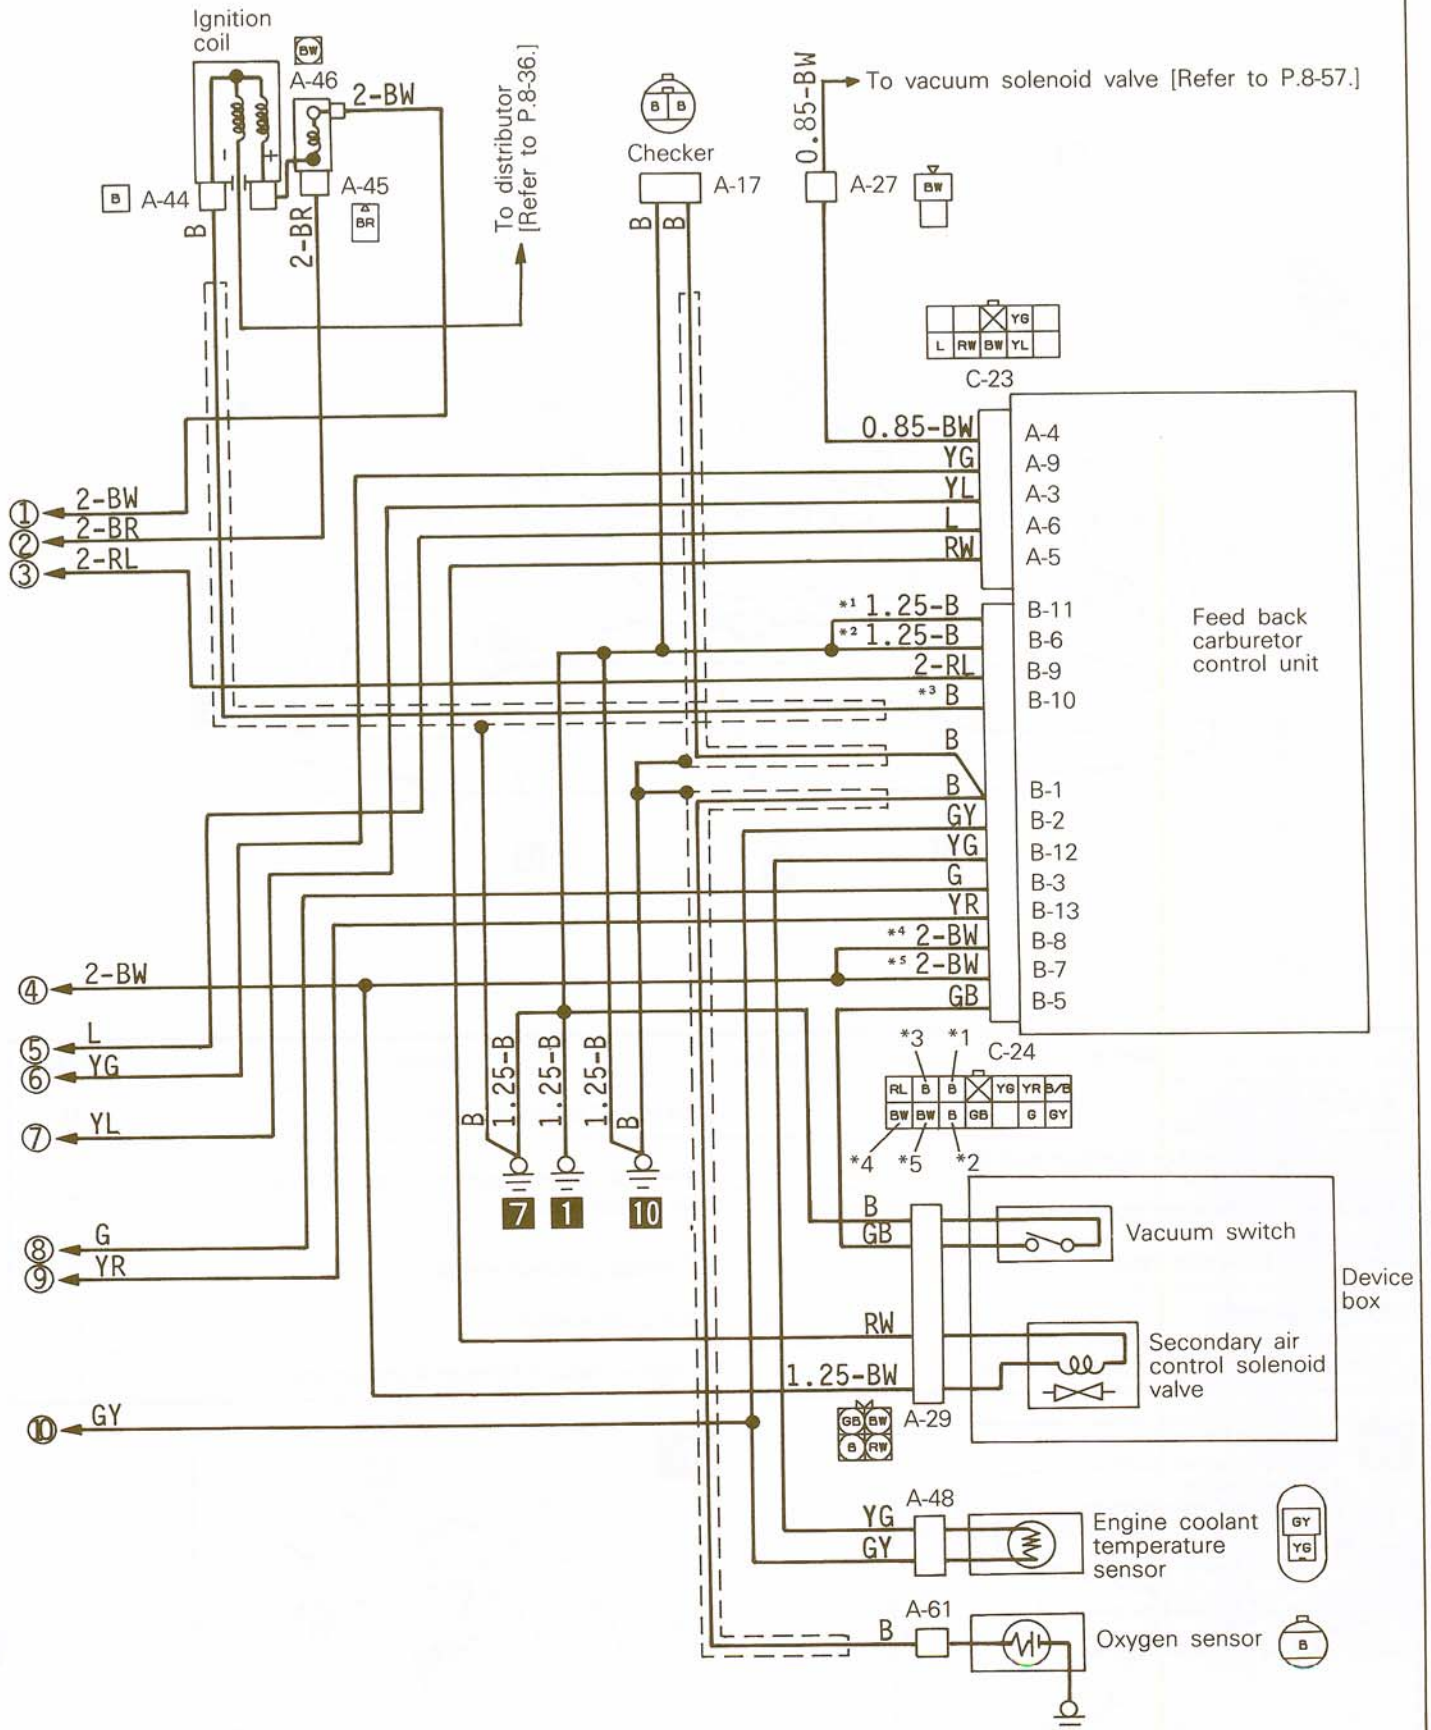 Ignition
coil
BW
A-46
2-BW
-
+
B
A-44
A-45
BR
B
2-BR
To distributor
[Refer to P.8-36.]
B B
Checker
A-17
B
B
0.85-BW
To vacuum solenoid valve [Refer to P.8-57.]
A-27
BW
YG
L RW BW YL
C-23
0.85-BW A-4
YG A-9
YL A-3
L A-6
RW A-5
① 2-BW
② 2-BR
③ 2-RL
*1 1.25-B B-11
*2 1.25-B B-6
2-RL B-9
*3 B B-10
Feed back
carburetor
control unit
B
B B-1
GY B-2
YG B-12
G B-3
YR B-13
*4 2-BW B-8
*5 2-BW B-7
GB B-5
④ 2-BW
⑤ L
⑥ YG
⑦ YL
⑧ G
⑨ YR
⑩ GY
B
1.25-B
1.25-B
1.25-B
B
7
1
10
*3 *1 C-24
RL B B YG YR B/B
BW BW B GB G GY
*4 *5 *2
B
GB
Vacuum switch
Device
box
RW
1.25-BW
Secondary air
control solenoid
valve
A-29
GB BW
B RW
A-48
YG
GY
Engine coolant
temperature
sensor
GY
YG
A-61
B
Oxygen sensor
B